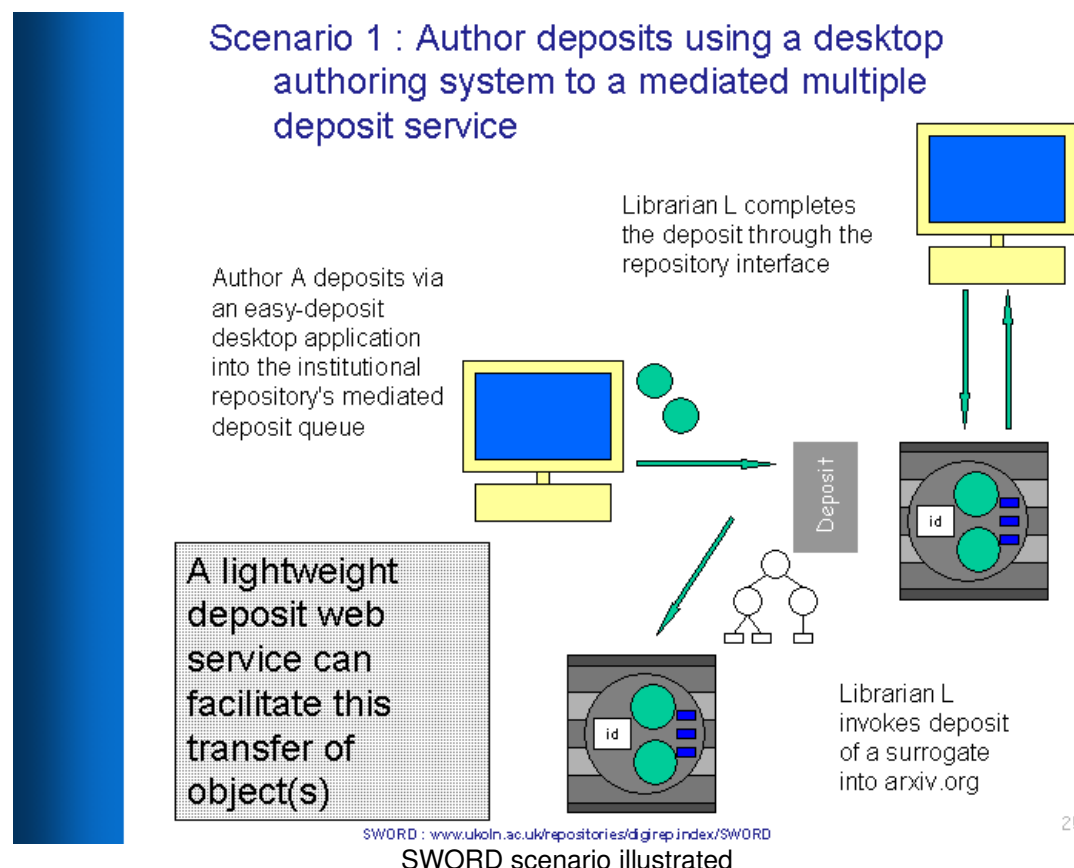 Scenario 1 : Author deposits using a desktop
authoring system to a mediated multiple
deposit service
Librarian L completes
the deposit through the
repository interface
Author A deposits via
an easy-deposit
desktop application
into the institutional
repository's mediated
deposit queue
Deposit
id
A lightweight
deposit web
service can
facilitate this
transfer of
object(s)
id
Librarian L
invokes deposit
of a surrogate
into arxiv.org
SWORD : www.ukoln.ac.uk/repositories/digirep.index/SWORD
SWORD scenario illustrated